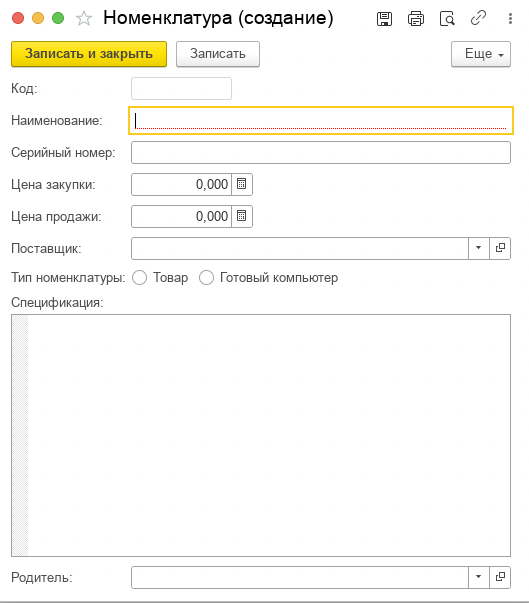 Номенклатура (создание)
Записать и закрыть Записать Еще
Код:
Наименование:
Серийный номер:
Цена закупки: 0,000
Цена продажи: 0,000
Поставщик:
Тип номенклатуры: Товар Готовый компьютер
Спецификация:
Родитель: